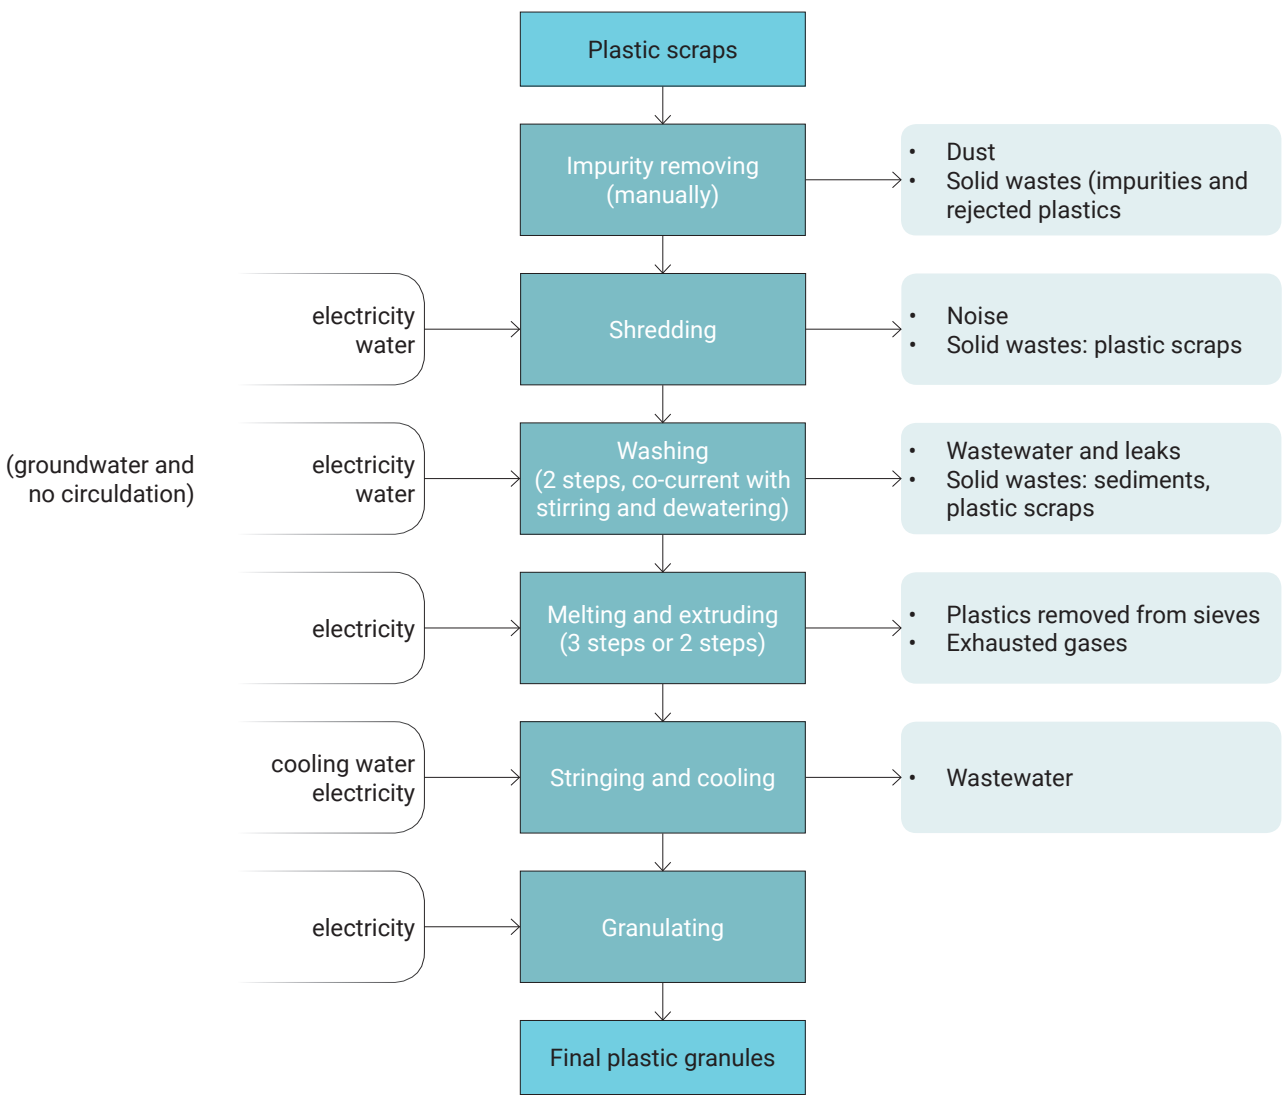 Plastic scraps
Impurity removing
(manually)
• Dust
• Solid wastes (impurities and
rejected plastics
electricity
water
Shredding
• Noise
• Solid wastes: plastic scraps
(groundwater and
no circuldation)
electricity
water
Washing
(2 steps, co-current with
stirring and dewatering)
• Wastewater and leaks
• Solid wastes: sediments,
plastic scraps
electricity
Melting and extruding
(3 steps or 2 steps)
• Plastics removed from sieves
• Exhausted gases
cooling water
electricity
Stringing and cooling
• Wastewater
electricity
Granulating
Final plastic granules